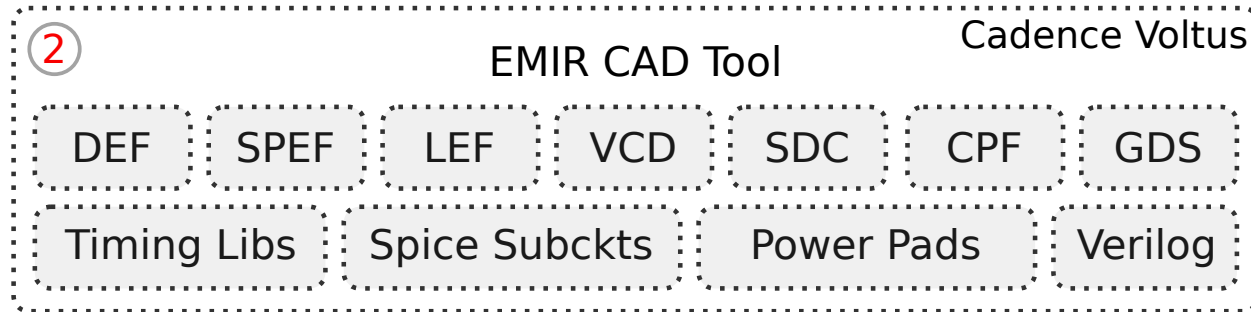 2
Cadence Voltus
EMIR CAD Tool
DEF SPEF LEF VCD SDC CPF GDS
Timing Libs Spice Subckts Power Pads Verilog